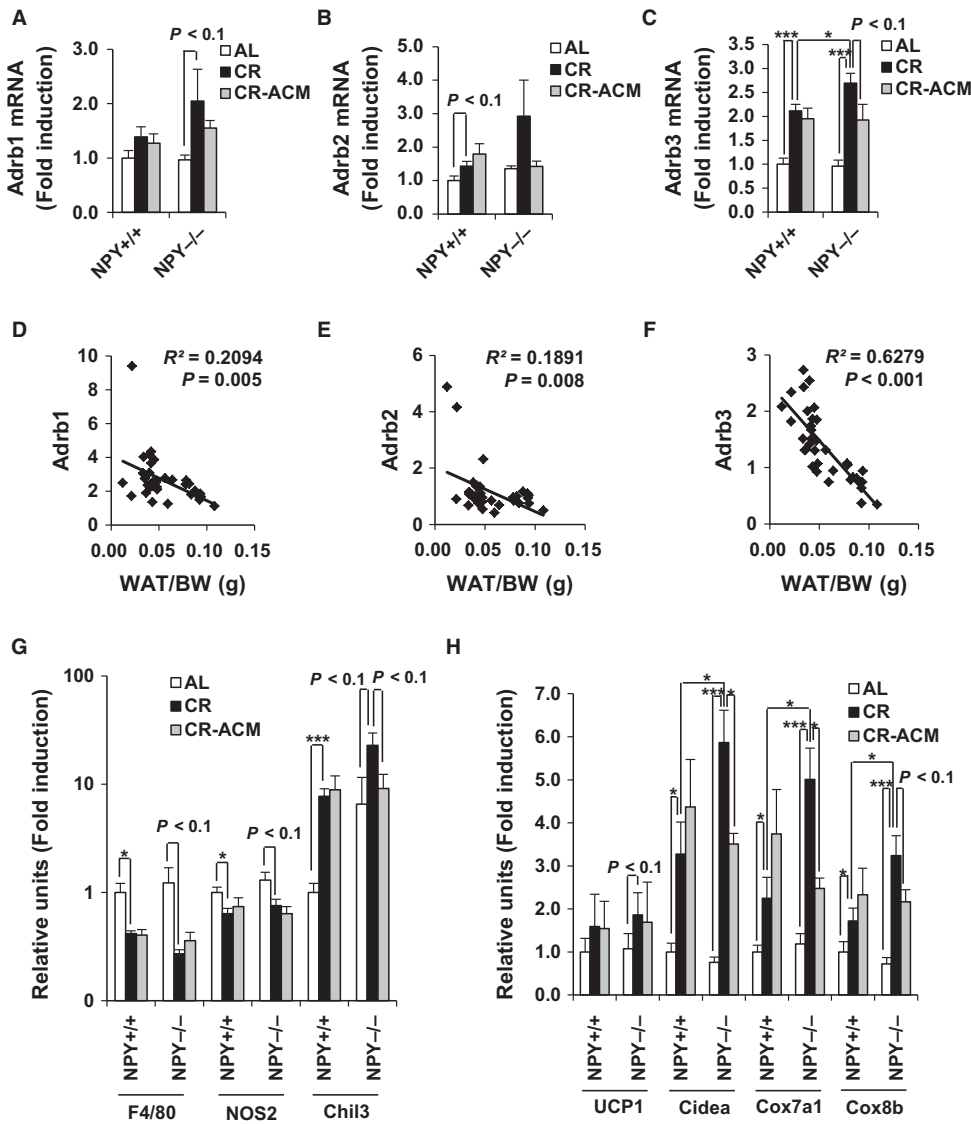 A
P < 0.1
AL
CR
CR-ACM
Adrb1 mRNA
(Fold induction)
3.0
2.0
1.0
0.0
NPY+/+
NPY−/−
B
P < 0.1
AL
CR
CR-ACM
Adrb2 mRNA
(Fold induction)
5.0
4.0
3.0
2.0
1.0
0.0
NPY+/+
NPY−/−
C
P < 0.1
***
*
***
AL
CR
CR-ACM
Adrb3 mRNA
(Fold induction)
3.5
3.0
2.5
2.0
1.5
1.0
0.5
0.0
NPY+/+
NPY−/−
D
R² = 0.2094
P = 0.005
Adrb1
10
8
6
4
2
0
0.00 0.05 0.10 0.15
WAT/BW (g)
E
R² = 0.1891
P = 0.008
Adrb2
6
4
2
0
0.00 0.05 0.10 0.15
WAT/BW (g)
F
R² = 0.6279
P < 0.001
Adrb3
3
2
1
0
0.00 0.05 0.10 0.15
WAT/BW (g)
G
AL
CR
CR-ACM
Relative units (Fold induction)
100
10
1
0
*
P < 0.1
*
P < 0.1
***
P < 0.1
P < 0.1
NPY+/+
NPY−/−
NPY+/+
NPY−/−
NPY+/+
NPY−/−
F4/80 NOS2 Chil3
H
AL
CR
CR-ACM
Relative units (Fold induction)
7.0
6.0
5.0
4.0
3.0
2.0
1.0
0.0
P < 0.1
*
*
*** *
*
*
*** *
*
*
***
P < 0.1
NPY+/+
NPY−/−
NPY+/+
NPY−/−
NPY+/+
NPY−/−
NPY+/+
NPY−/−
UCP1 Cidea Cox7a1 Cox8b